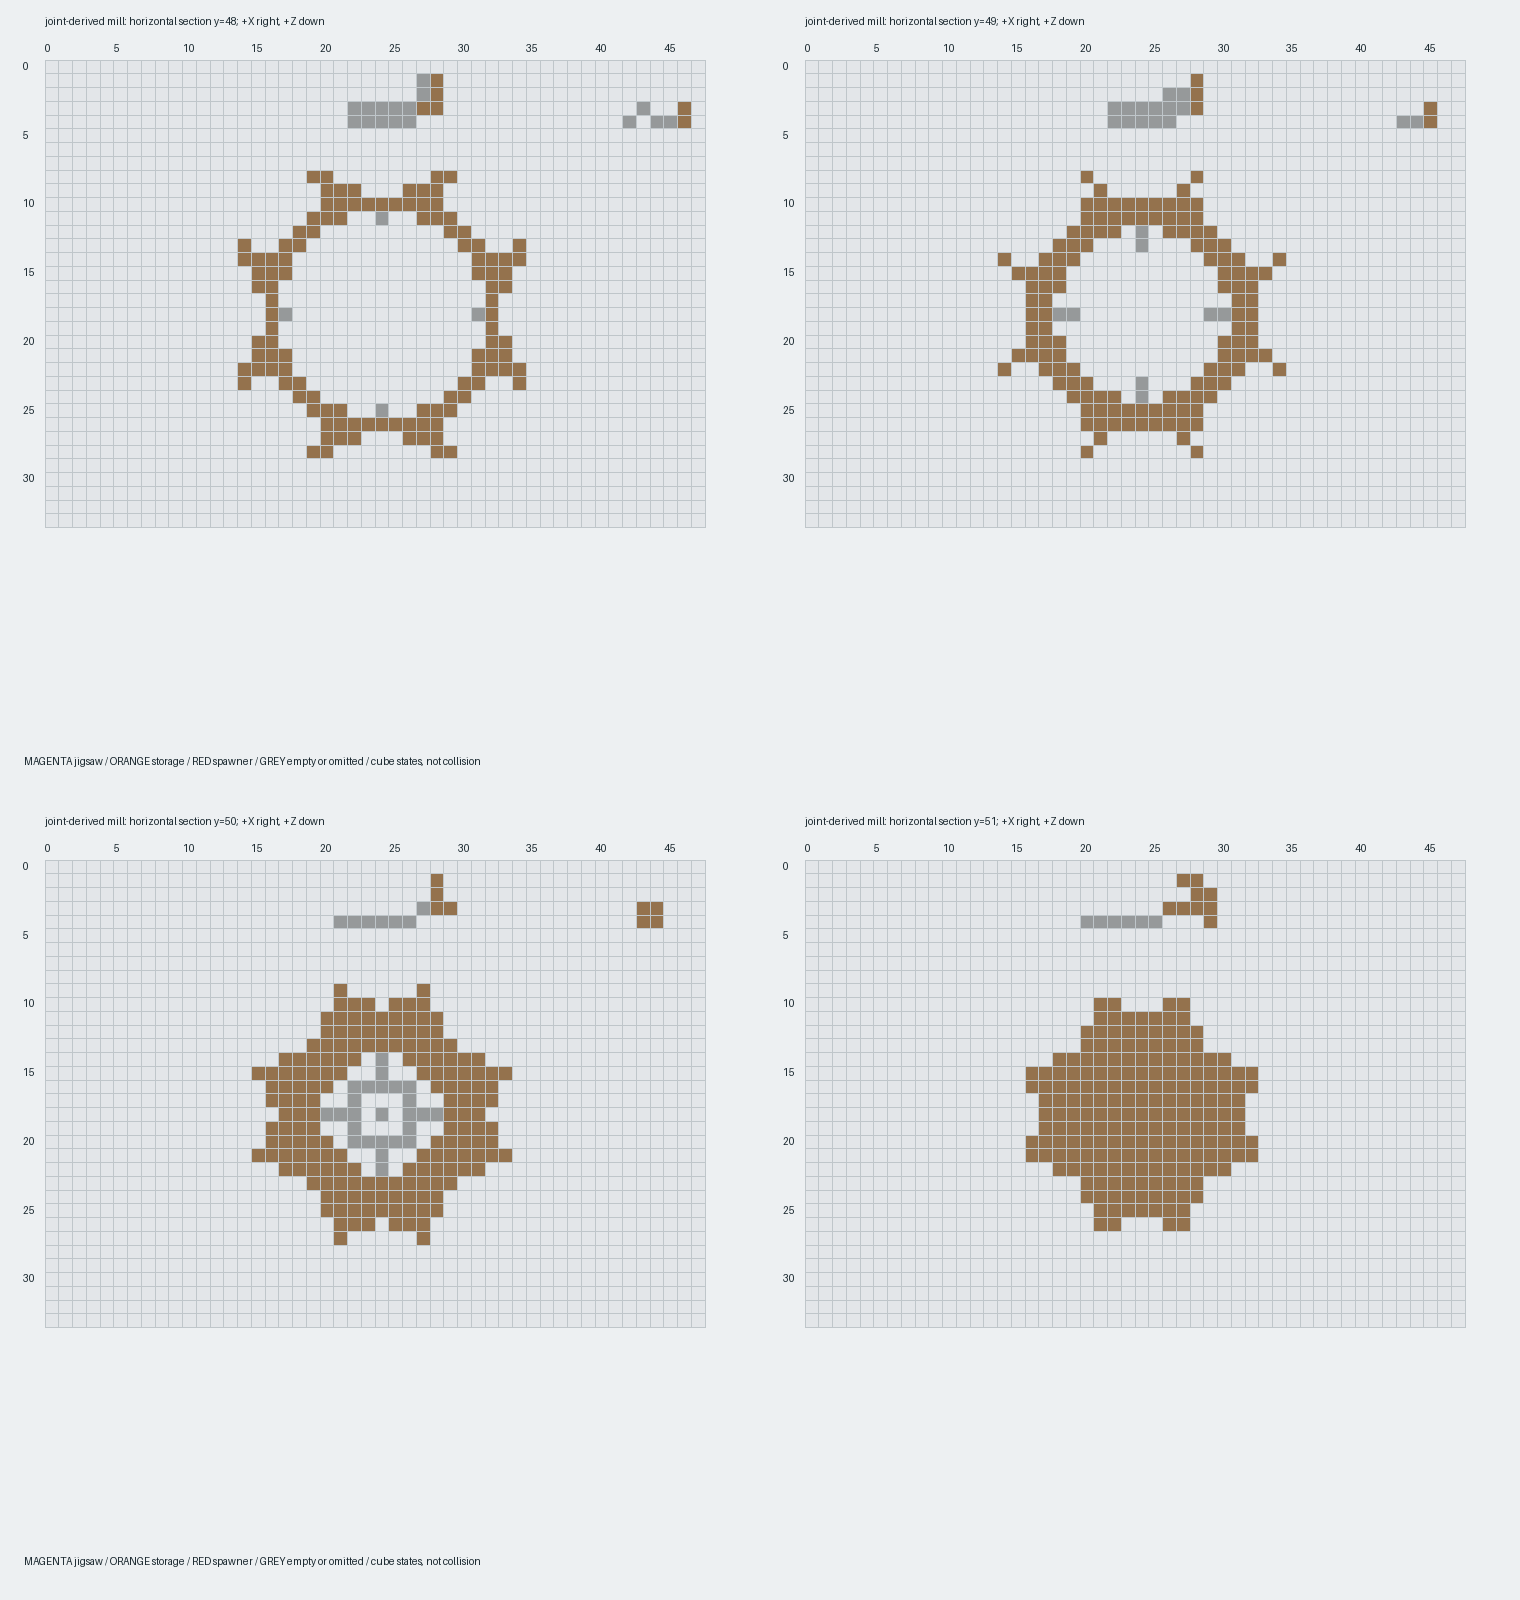 joint-derived mill: horizontal section y=48; +X right, +Z down
0 5 10 15 20 25 30 35 40 45
0
5
10
15
20
25
30
joint-derived mill: horizontal section y=49; +X right, +Z down
0 5 10 15 20 25 30 35 40 45
0
5
10
15
20
25
30
MAGENTA jigsaw / ORANGE storage / RED spawner / GREY empty or omitted / cube states, not collision
joint-derived mill: horizontal section y=50; +X right, +Z down
0 5 10 15 20 25 30 35 40 45
0
5
10
15
20
25
30
joint-derived mill: horizontal section y=51; +X right, +Z down
0 5 10 15 20 25 30 35 40 45
0
5
10
15
20
25
30
MAGENTA jigsaw / ORANGE storage / RED spawner / GREY empty or omitted / cube states, not collision